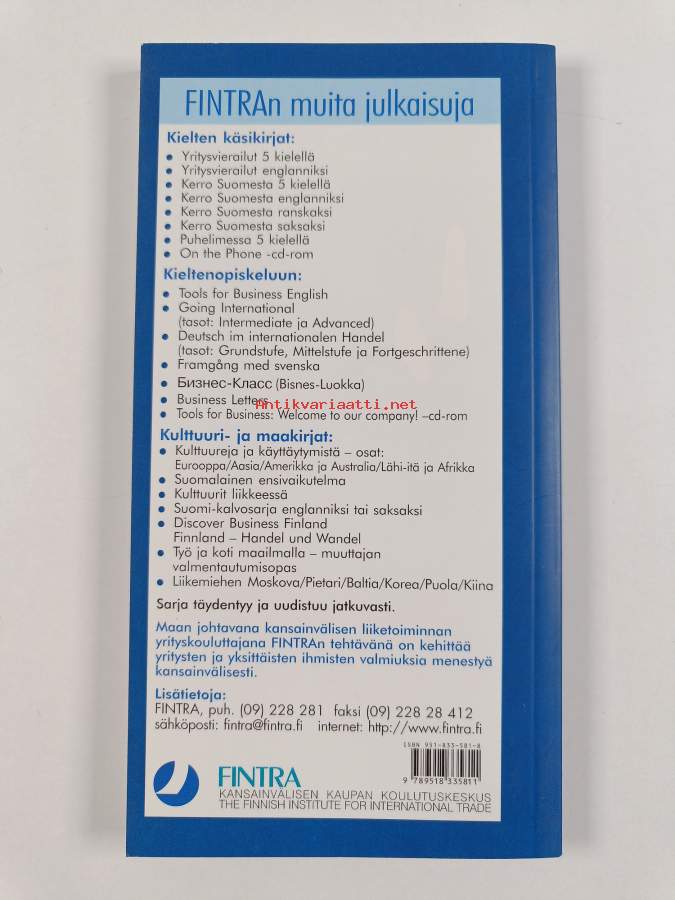 FINTRAn muita julkaisuja
Kielten käsikirjat:
• Yritysvierailut 5 kielellä
• Yritysvierailut englanniksi
• Kerro Suomesta 5 kielellä
• Kerro Suomesta englanniksi
• Kerro Suomesta ranskaksi
• Kerro Suomesta saksaksi
• Puhelimessa 5 kielellä
• On the Phone -cd-rom
Kieltenopiskeluun:
• Tools for Business English
• Going International
(tasot: Intermediate ja Advanced)
• Deutsch im internationalen Handel
(tasot: Grundstufe, Mittelstufe ja Fortgeschrittene)
• Framgång med svenska
• Бизнес-Класс (Bisnes-Luokka)
• Business Letters
Antikvariaatti.net
• Tools for Business: Welcome to our company! –cd-rom
Kulttuuri- ja maakirjat:
• Kulttuureja ja käyttäytymistä – osat:
Eurooppa/Aasia/Amerikka ja Australia/Lähi-itä ja Afrikka
• Suomalainen ensivaikutelma
• Kulttuurit liikkeessä
• Suomi-kalvosarja englanniksi tai saksaksi
• Discover Business Finland
Finnland – Handel und Wandel
• Työ ja koti maailmalla – muuttajan
valmentautumisopas
• Liikemiehen Moskova/Pietari/Baltia/Korea/Puola/Kiina
Sarja täydentyy ja uudistuu jatkuvasti.
Maan johtavana kansainvälisen liiketoiminnan
yrityskouluttajana FINTRAn tehtävänä on kehittää
yritysten ja yksittäisten ihmisten valmiuksia menestyä
kansainvälisesti.
Lisätietoja:
FINTRA, puh. (09) 228 281 faksi (09) 228 28 412
sähköposti: fintra@fintra.fi internet: http://www.fintra.fi
ISBN 951-833-581-8
9 789518 335811
FINTRA
KANSAINVÄLISEN KAUPAN KOULUTUSKESKUS
THE FINNISH INSTITUTE FOR INTERNATIONAL TRADE